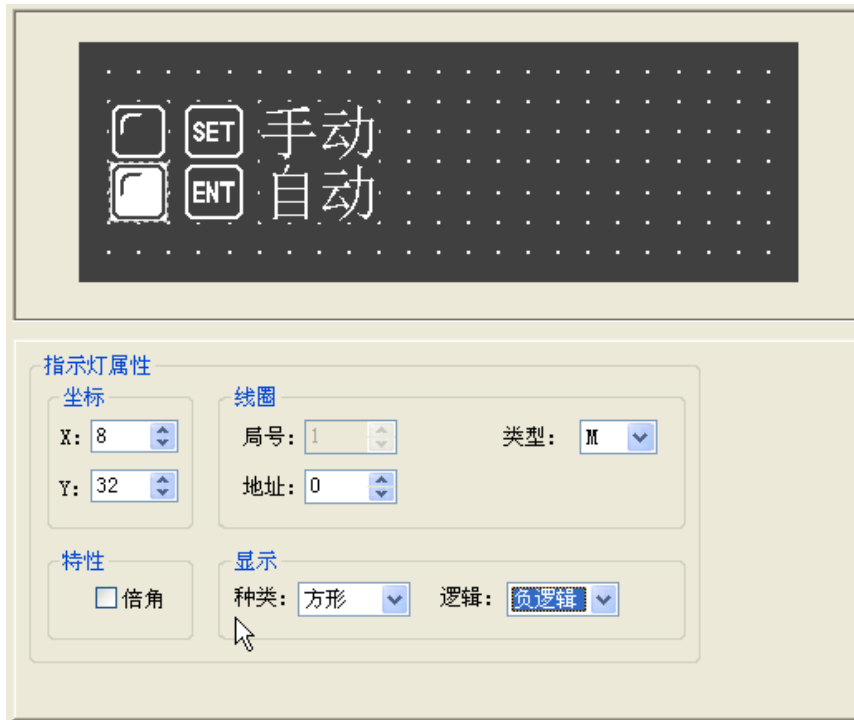 SET 手动
ENT 自动
指示灯属性
坐标 线圈
X: 8 局号: 1 类型: M
Y: 32 地址: 0
特性 显示
倍角 种类: 方形 逻辑: 负逻辑